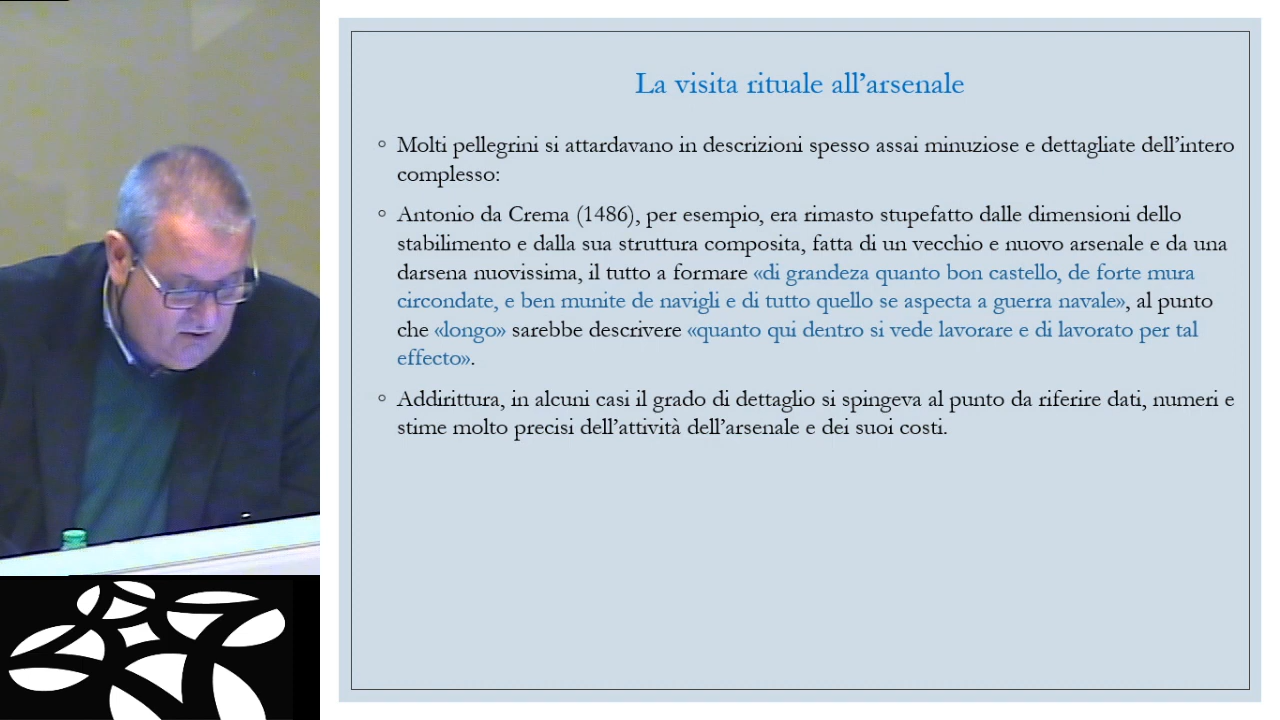 La visita rituale all’arsenale
◦ Molti pellegrini si attardavano in descrizioni spesso assai minuziose e dettagliate dell’intero
complesso:
◦ Antonio da Crema (1486), per esempio, era rimasto stupefatto dalle dimensioni dello
stabilimento e dalla sua struttura composita, fatta di un vecchio e nuovo arsenale e da una
darsena nuovissima, il tutto a formare «di grandeza quanto bon castello, de forte mura
circondate, e ben munite de navigli e di tutto quello se aspecta a guerra navale», al punto
che «longo» sarebbe descrivere «quanto qui dentro si vede lavorare e di lavorato per tal
effecto».
◦ Addirittura, in alcuni casi il grado di dettaglio si spingeva al punto da riferire dati, numeri e
stime molto precisi dell’attività dell’arsenale e dei suoi costi.